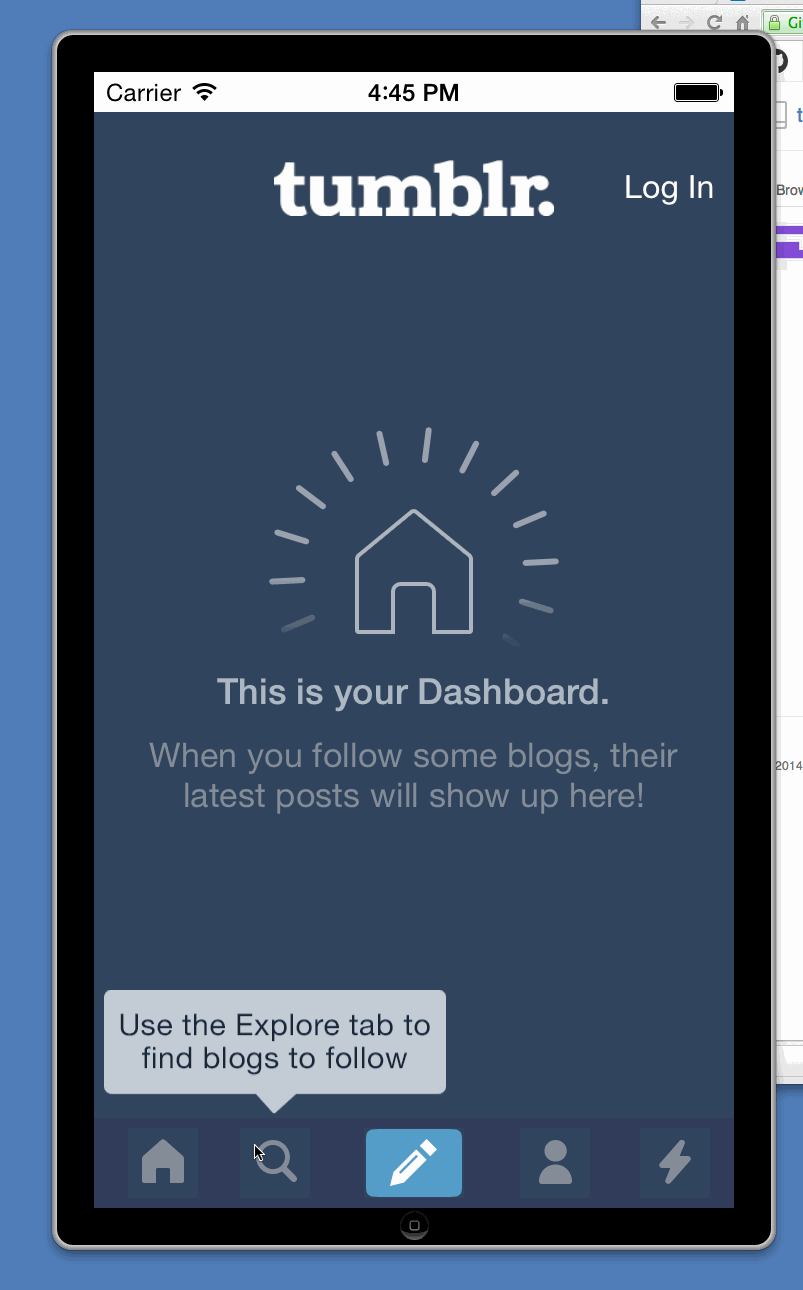 Gi
Carrier
4:45 PM
t
tumblr.
Log In
Brow
This is your Dashboard.
When you follow some blogs, their
latest posts will show up here!
2014
Use the Explore tab to
find blogs to follow